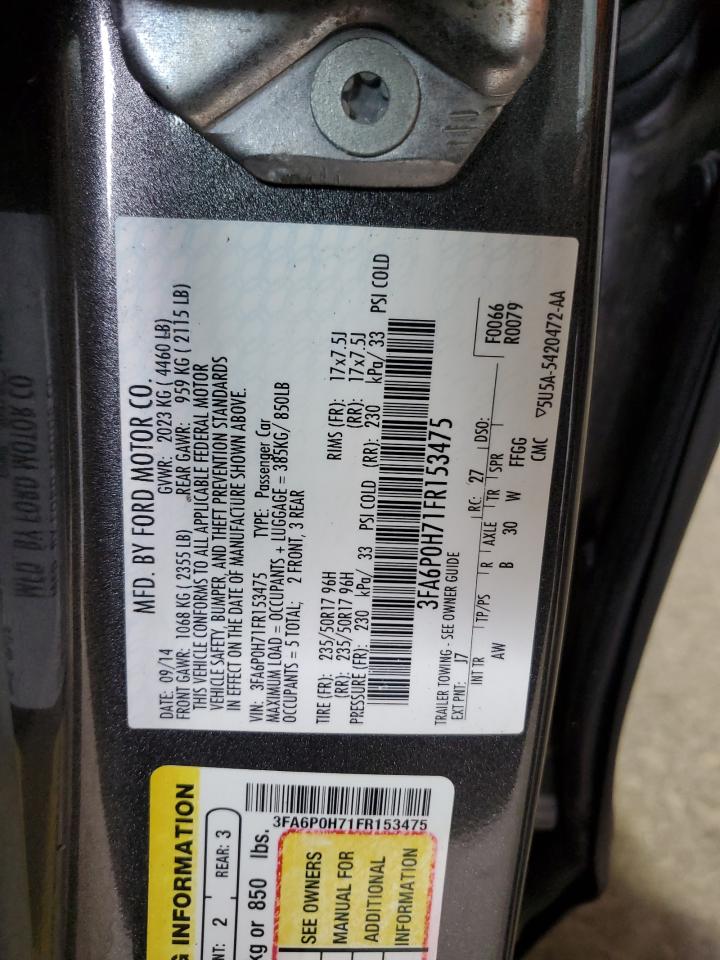 MFD. BY FORD MOTOR CO.
DATE: 09/14 GVWR: 2023 KG ( 4460 LB)
FRONT GAWR: 1068 KG ( 2355 LB) REAR GAWR: 959 KG ( 2115 LB)
THIS VEHICLE CONFORMS TO ALL APPLICABLE FEDERAL MOTOR
VEHICLE SAFETY, BUMPER, AND THEFT PREVENTION STANDARDS
IN EFFECT ON THE DATE OF MANUFACTURE SHOWN ABOVE.
VIN: 3FA6P0H71FR153475 TYPE: Passenger Car
MAXIMUM LOAD = OCCUPANTS + LUGGAGE = 385KG/ 850LB
OCCUPANTS = 5 TOTAL; 2 FRONT, 3 REAR
TIRE (FR): 235/50R17 96H RIMS (FR): 17x7.5J
(RR): 235/50R17 96H (RR): 17x7.5J
PRESSURE (FR): 230 kPa/ 33 PSI COLD (RR): 230 kPa/ 33 PSI COLD
3FA6P0H71FR153475
TRAILER TOWING - SEE OWNER GUIDE
EXT PNT: J7 RC: 27 DSO: F0066
R0079
INT TR TP/PS R AXLE TR SPR
AW B 30 W FFGG
CMC ▽5U5A-5420472-AA
G INFORMATION
NT: 2 REAR: 3
kg or 850 lbs.
3FA6P0H71FR153475
SEE OWNERS
MANUAL FOR
ADDITIONAL
INFORMATION